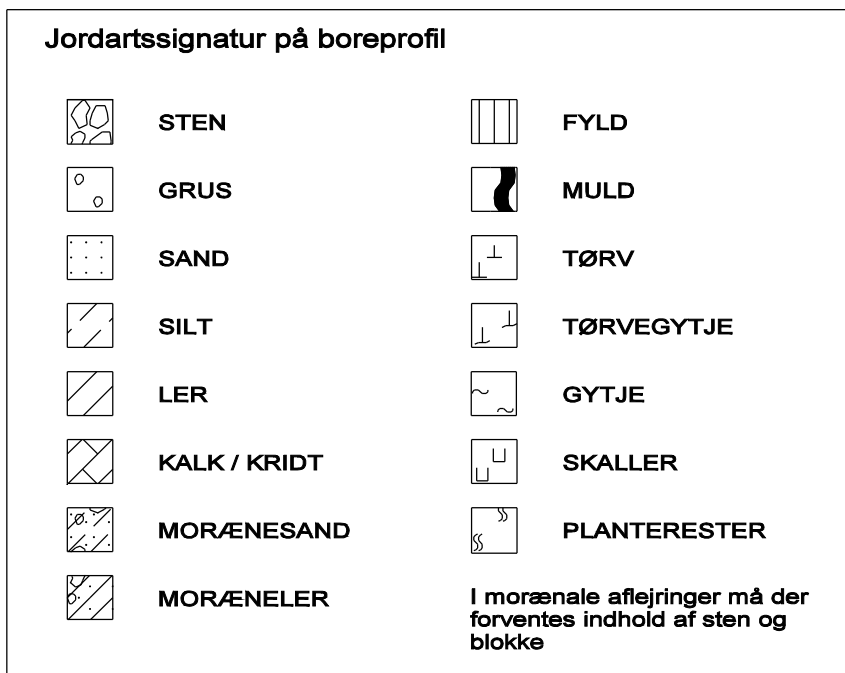 Jordartssignatur på boreprofil
STEN
GRUS
SAND
SILT
LER
KALK / KRIDT
MORÆNESAND
MORÆNELER
FYLD
MULD
TØRV
TØRVEGYTJE
GYTJE
SKALLER
PLANTERESTER
I morænale aflejringer må der
forventes indhold af sten og
blokke